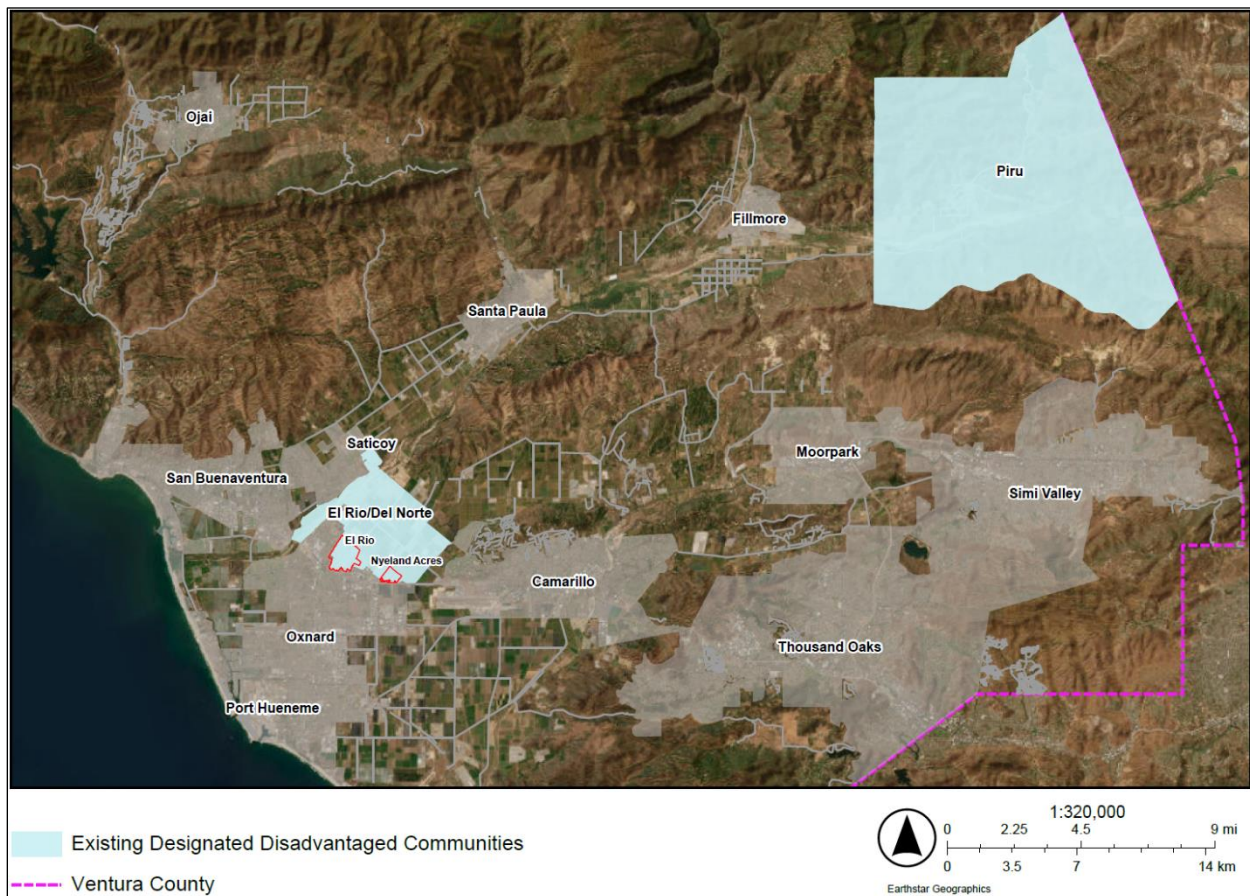 Ojai
Piru
Fillmore
Santa Paula
Saticoy
Moorpark
San Buenaventura
Simi Valley
El Rio/Del Norte
El Rio
Nyeland Acres
Camarillo
Oxnard
Thousand Oaks
Port Hueneme
Existing Designated Disadvantaged Communities
Ventura County
1:320,000
0 2.25 4.5 9 mi
0 3.5 7 14 km
Earthstar Geographics